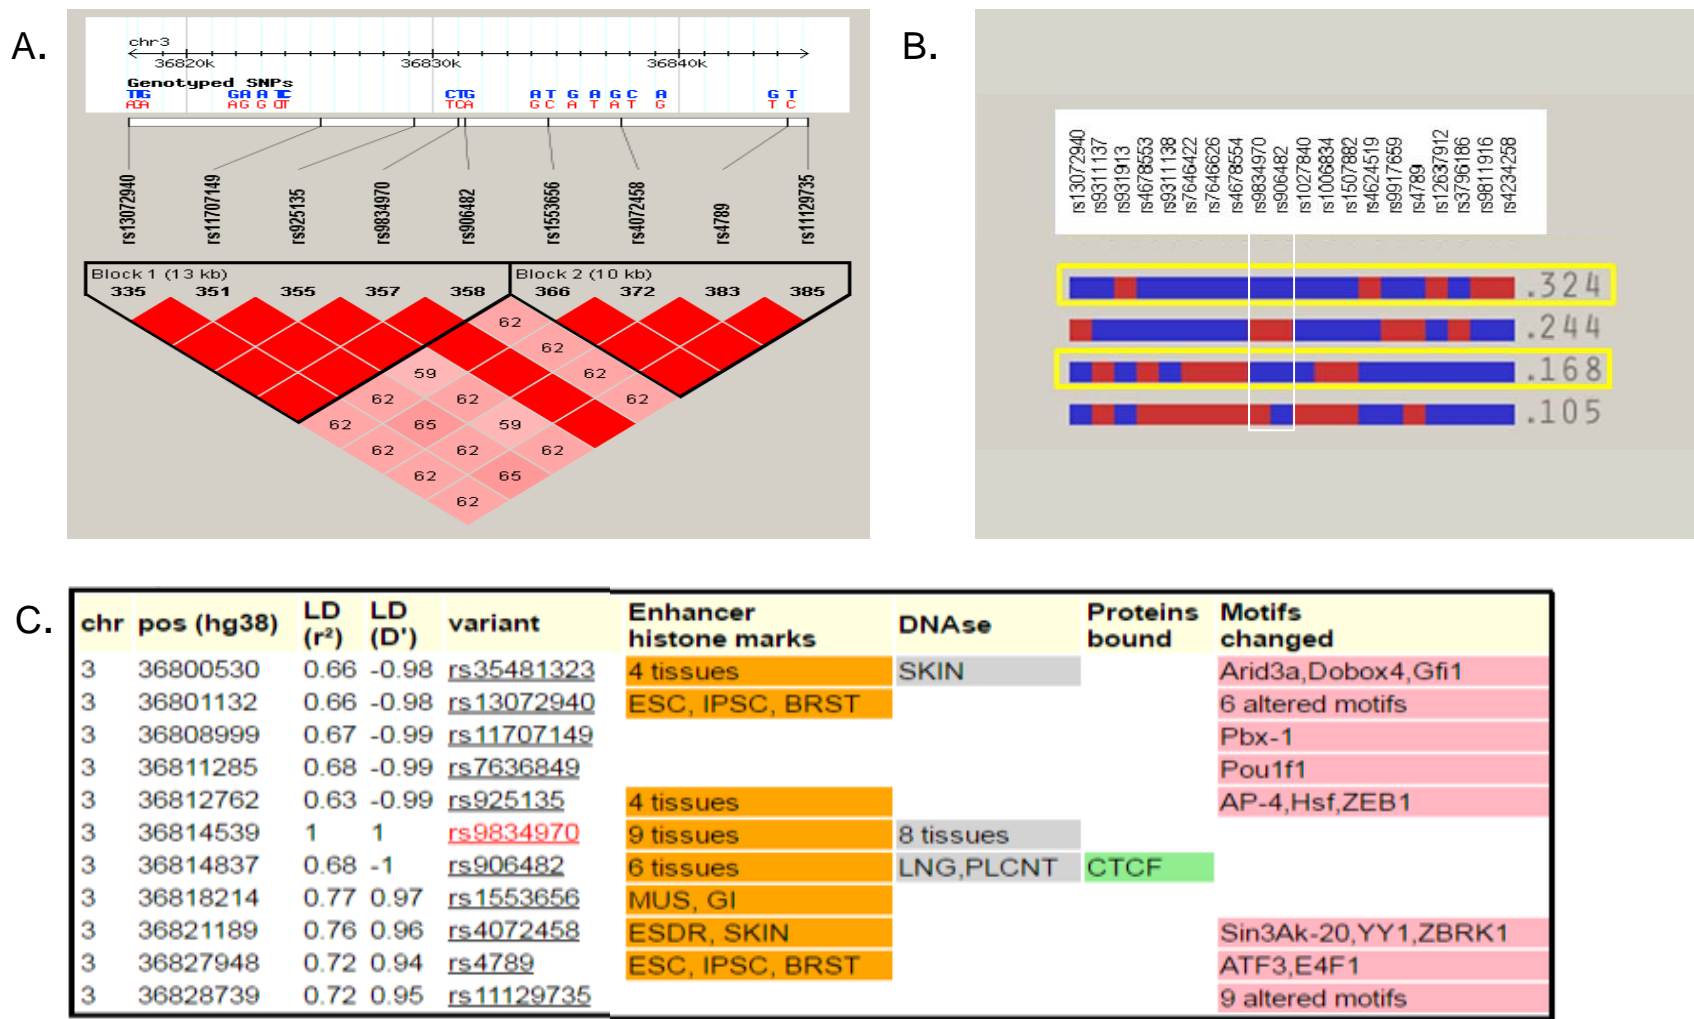 A.
chr3
36820k 36830k 36840k
Genotyped SNPs
rs13072940 rs11707149 rs925135 rs9834970 rs906482 rs1553656 rs4072458 rs4789 rs11129735
Block 1 (13 kb) Block 2 (10 kb)
335 351 355 357 358 366 372 383 385
62
62
59 62
62 62
62 65 59
62 62 62
62 65
62
B.
rs13072940 rs9311137 rs931913 rs4678553 rs9311138 rs7646422 rs7646626 rs4678554 rs9834970 rs906482 rs11027840 rs1006834 rs1507882 rs4624519 rs9917659 rs4789 rs12637912 rs3796186 rs9811916 rs4234258
.324
.244
.168
.105
C.
chr pos (hg38) LD (r²) LD (D') variant Enhancer histone marks DNAse Proteins bound Motifs changed
3 36800530 0.66 -0.98 rs35481323 4 tissues SKIN Arid3a,Dobox4,Gfi1
3 36801132 0.66 -0.98 rs13072940 ESC, IPSC, BRST 6 altered motifs
3 36808999 0.67 -0.99 rs11707149 Pbx-1
3 36811285 0.68 -0.99 rs7636849 Pou1f1
3 36812762 0.63 -0.99 rs925135 4 tissues AP-4,Hsf,ZEB1
3 36814539 1 1 rs9834970 9 tissues 8 tissues
3 36814837 0.68 -1 rs906482 6 tissues LNG,PLCNT CTCF
3 36818214 0.77 0.97 rs1553656 MUS, GI
3 36821189 0.76 0.96 rs4072458 ESDR, SKIN Sin3Ak-20,YY1,ZBRK1
3 36827948 0.72 0.94 rs4789 ESC, IPSC, BRST ATF3,E4F1
3 36828739 0.72 0.95 rs11129735 9 altered motifs